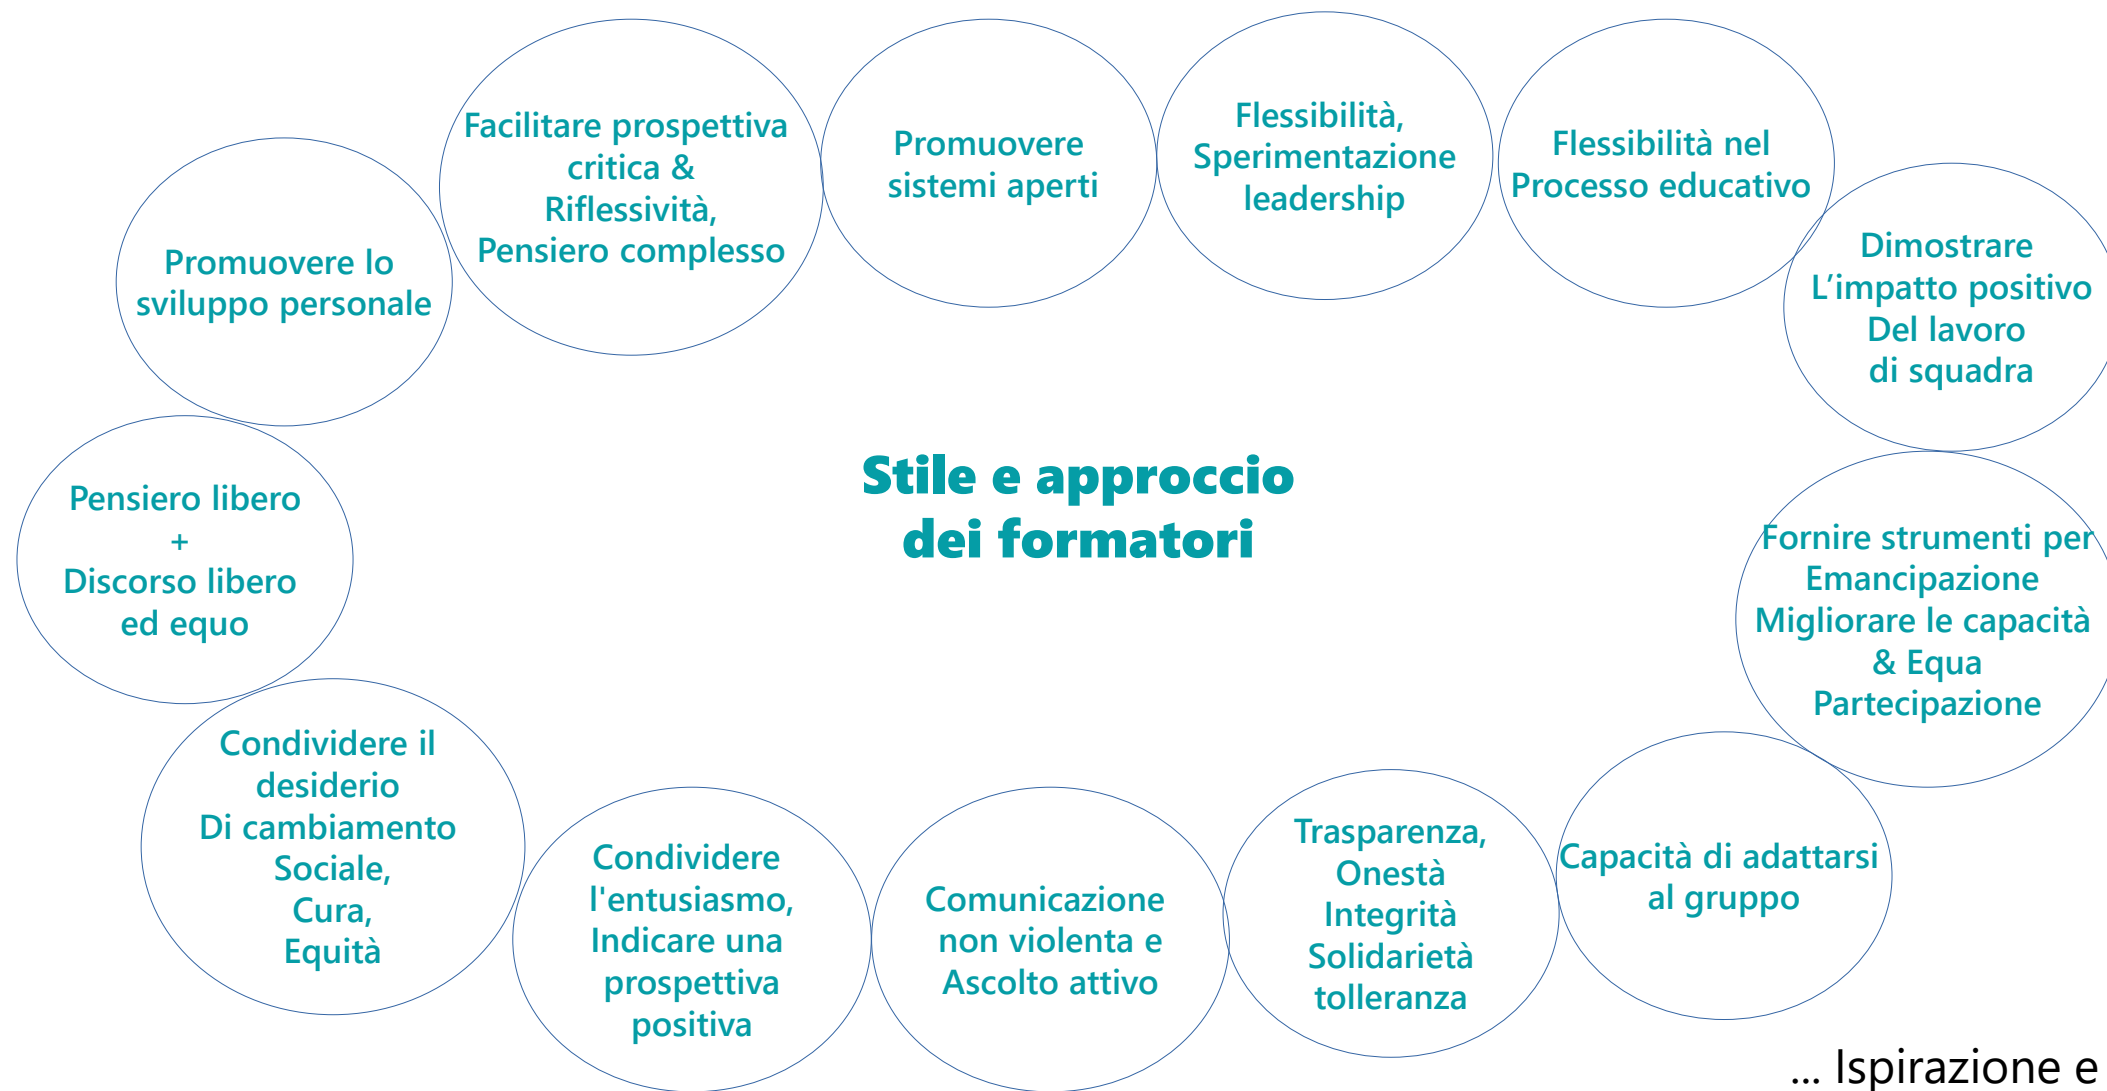 Facilitare prospettiva
critica &
Riflessività,
Pensiero complesso
Promuovere
sistemi aperti
Flessibilità,
Sperimentazione
leadership
Flessibilità nel
Processo educativo
Dimostrare
L’impatto positivo
Del lavoro
di squadra
Promuovere lo
sviluppo personale
Stile e approccio
dei formatori
Pensiero libero
+
Discorso libero
ed equo
Fornire strumenti per
Emancipazione
Migliorare le capacità
& Equa
Partecipazione
Condividere il
desiderio
Di cambiamento
Sociale,
Cura,
Equità
Condividere
l'entusiasmo,
Indicare una
prospettiva
positiva
Comunicazione
non violenta e
Ascolto attivo
Trasparenza,
Onestà
Integrità
Solidarietà
tolleranza
Capacità di adattarsi
al gruppo
... Ispirazione e